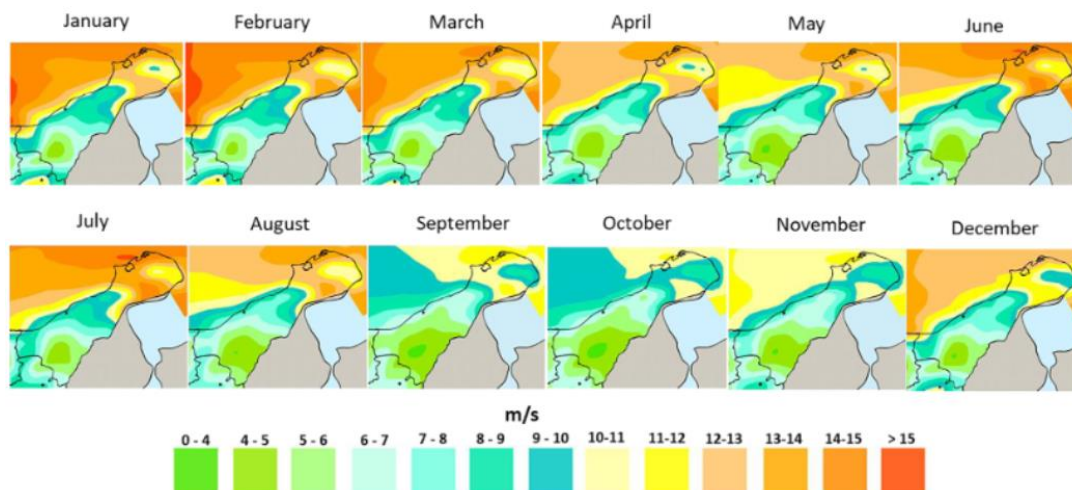 January February March April May June
July August September October November December
m/s
0 - 4 4 - 5 5 - 6 6 - 7 7 - 8 8 - 9 9 - 10 10-11 11-12 12-13 13-14 14-15 > 15